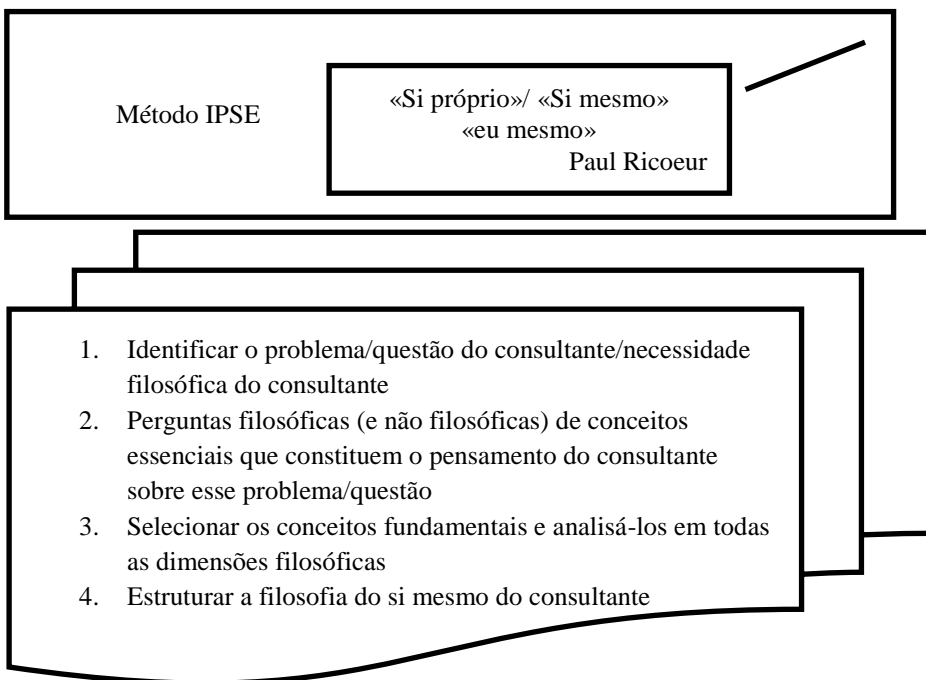 Método IPSE
«Si próprio»/ «Si mesmo»
«eu mesmo»
Paul Ricoeur
1. Identificar o problema/questão do consultante/necessidade
filosófica do consultante
2. Perguntas filosóficas (e não filosóficas) de conceitos
essenciais que constituem o pensamento do consultante
sobre esse problema/questão
3. Selecionar os conceitos fundamentais e analisá-los em todas
as dimensões filosóficas
4. Estruturar a filosofia do si mesmo do consultante